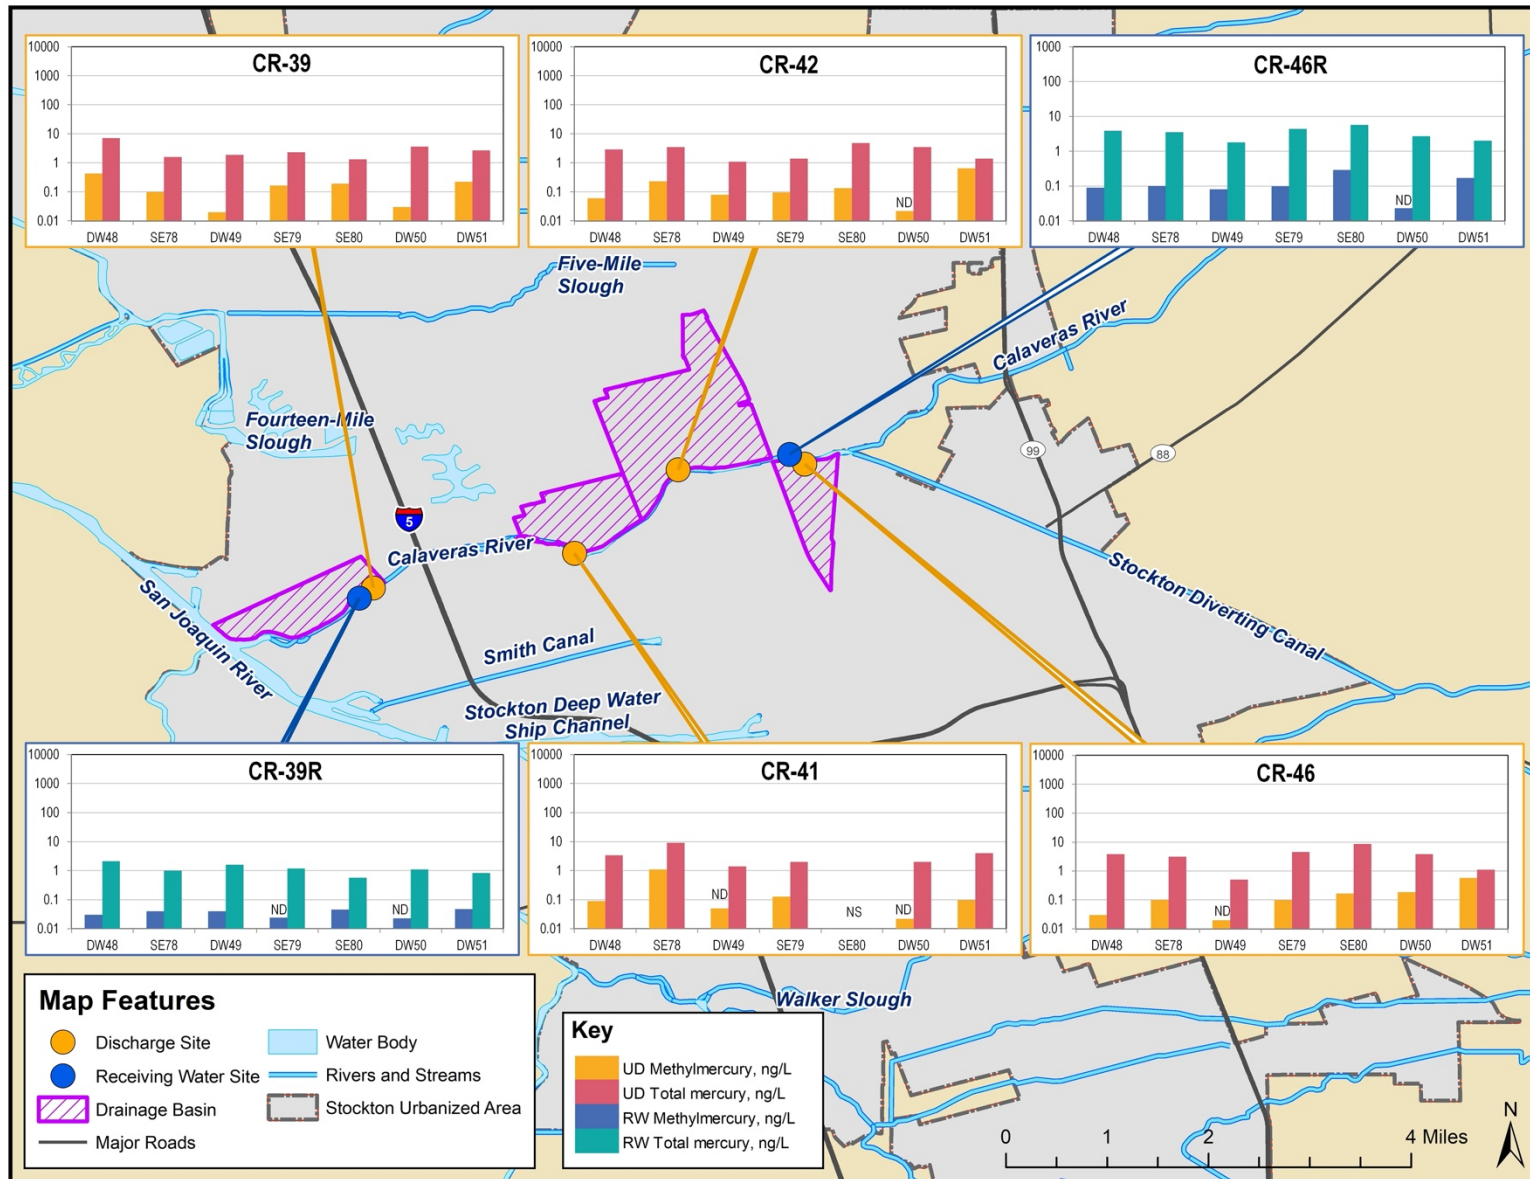 CR-39
10000
1000
100
10
1
0.1
0.01
DW48 SE78 DW49 SE79 SE80 DW50 DW51
CR-42
10000
1000
100
10
1
0.1
0.01
ND
DW48 SE78 DW49 SE79 SE80 DW50 DW51
CR-46R
1000
100
10
1
0.1
0.01
ND
DW48 SE78 DW49 SE79 SE80 DW50 DW51
Five-Mile
Slough
Calaveras River
Fourteen-Mile
Slough
99
88
5
Calaveras River
Stockton Diverting Canal
San Joaquin River
Smith Canal
Stockton Deep Water
Ship Channel
CR-39R
10000
1000
100
10
1
0.1
0.01
ND
ND
DW48 SE78 DW49 SE79 SE80 DW50 DW51
CR-41
10000
1000
100
10
1
0.1
0.01
ND
NS
ND
DW48 SE78 DW49 SE79 SE80 DW50 DW51
CR-46
10000
1000
100
10
1
0.1
0.01
ND
DW48 SE78 DW49 SE79 SE80 DW50 DW51
Walker Slough
Map Features
Discharge Site
Receiving Water Site
Drainage Basin
Major Roads
Water Body
Rivers and Streams
Stockton Urbanized Area
Key
UD Methylmercury, ng/L
UD Total mercury, ng/L
RW Methylmercury, ng/L
RW Total mercury, ng/L
0 1 2 4 Miles
N